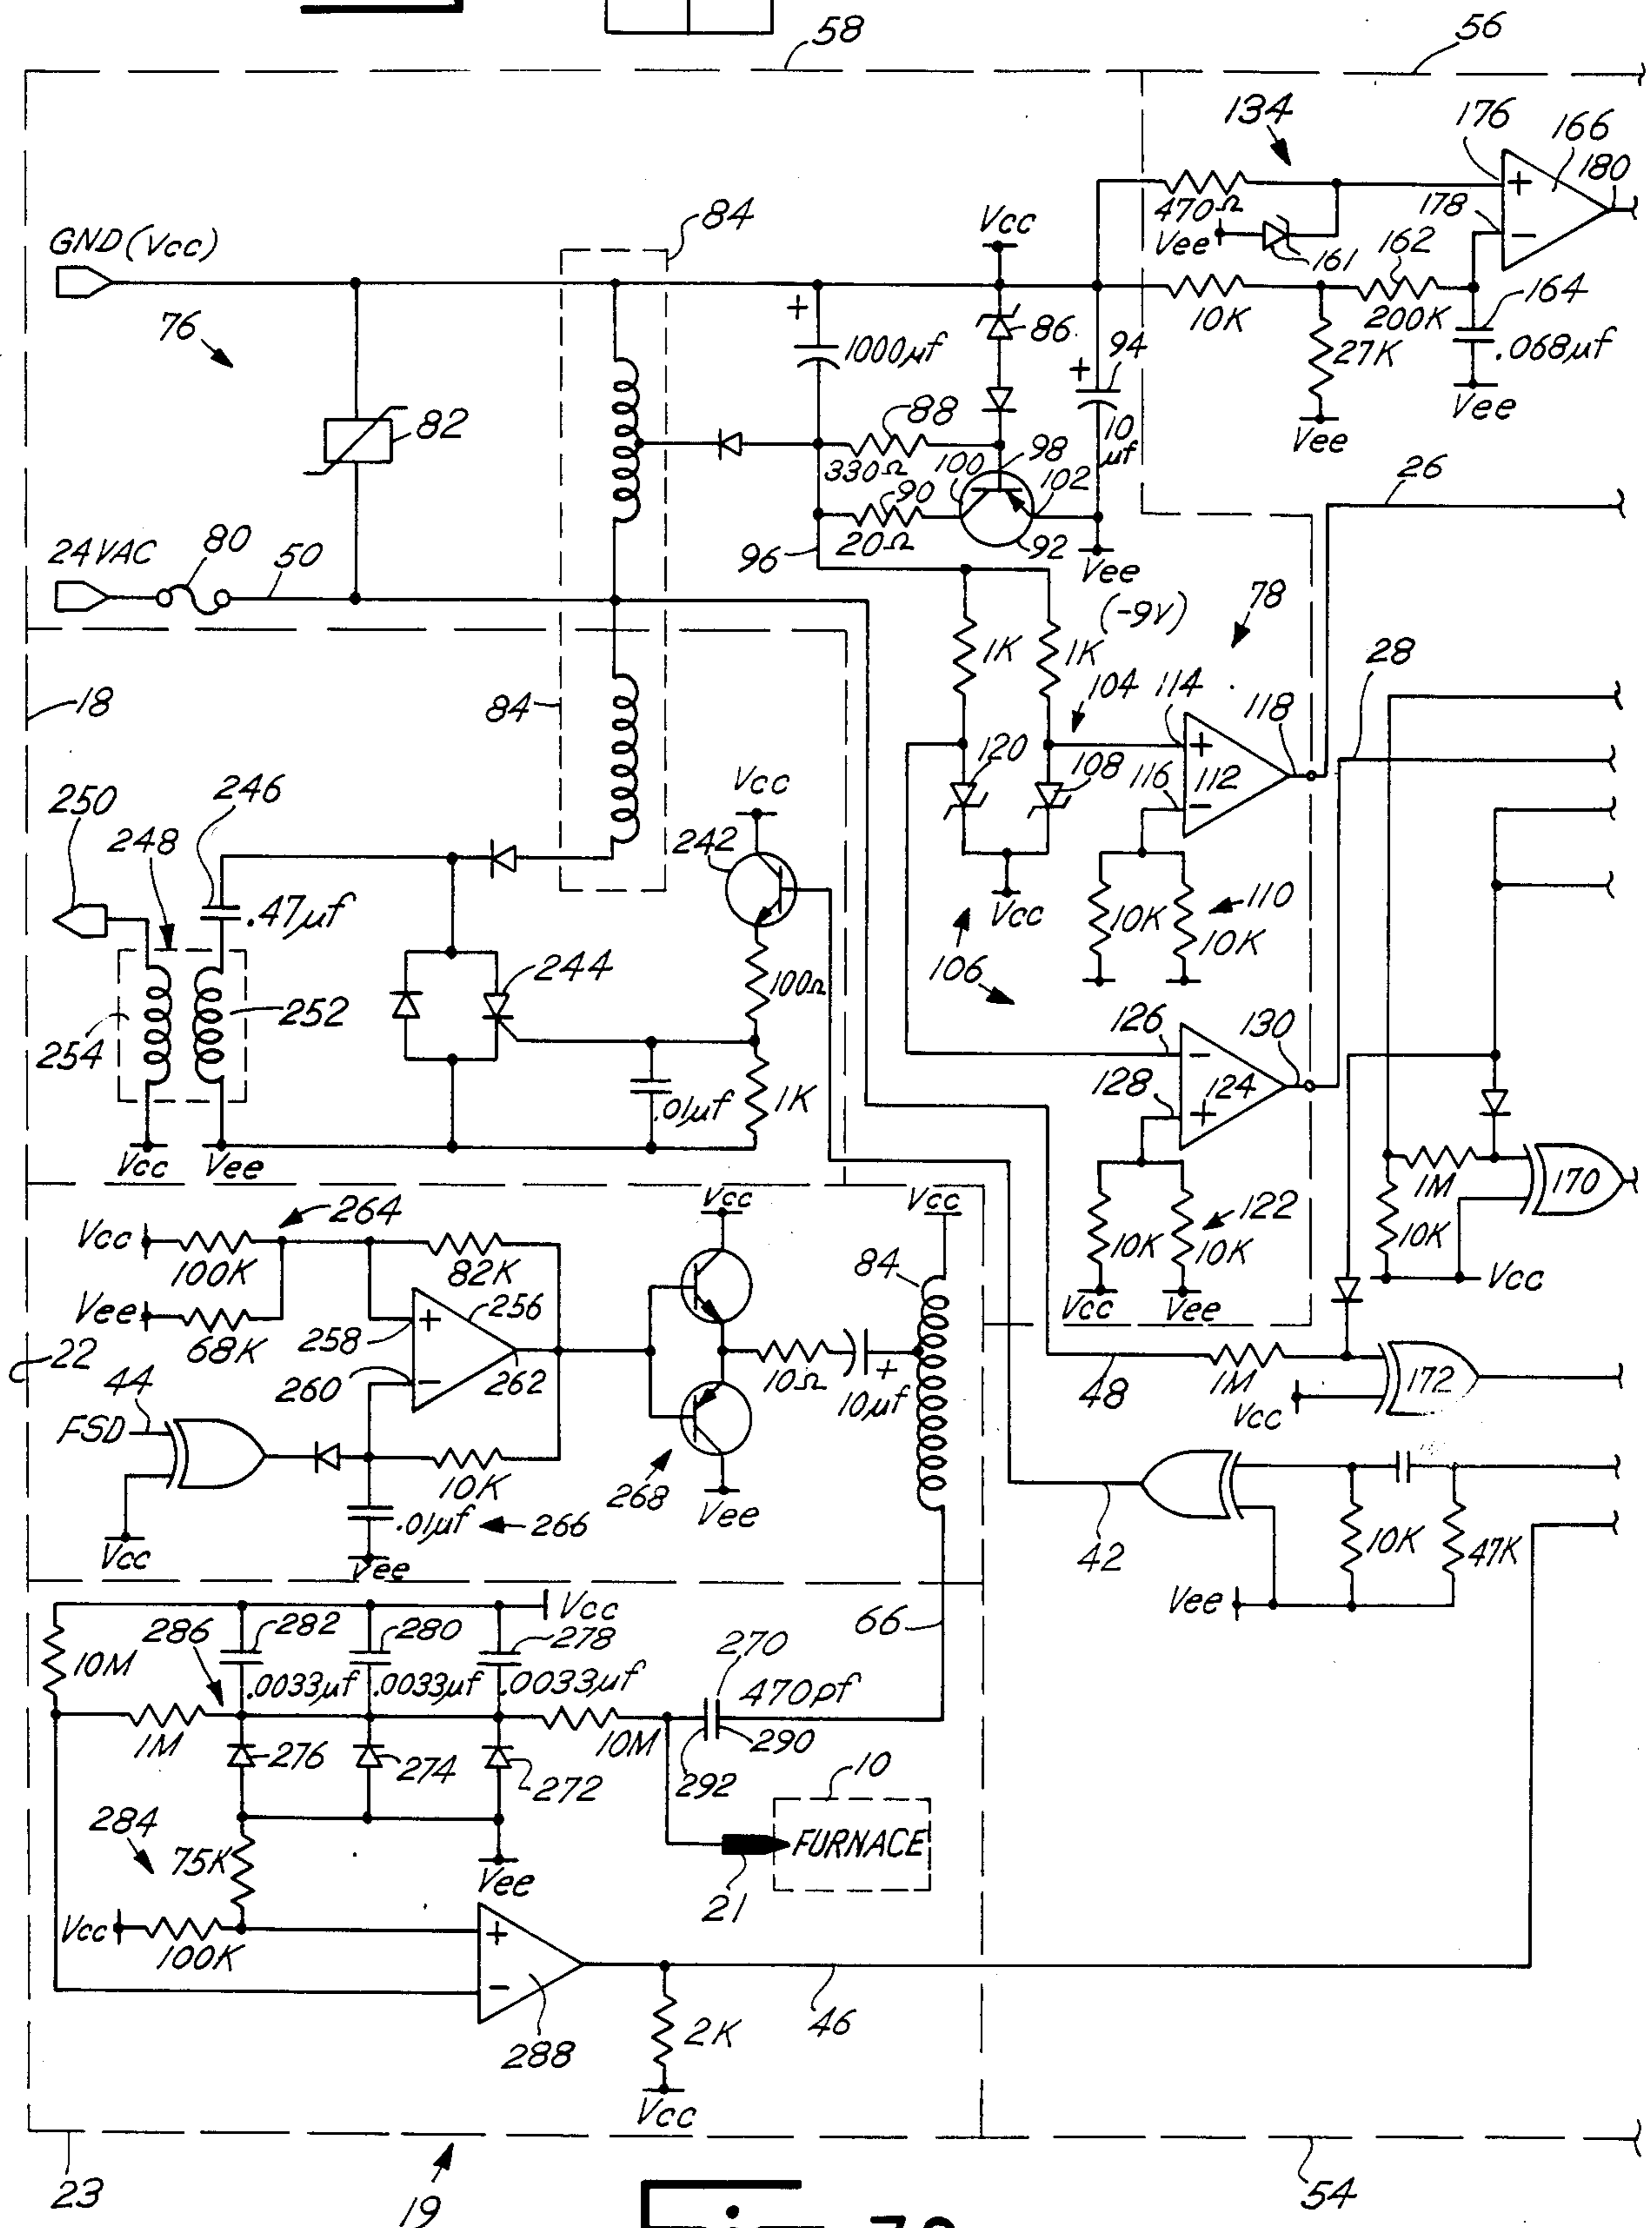 58
56
134
176
166
180
84
Vcc
470Ω
178
GND (Vcc)
Vee
161
162
76
+
1000µf
86
94
10K
200K
164
27K
.068µf
82
88
+
10
µf
Vee
Vee
330Ω
100
98
102
26
24VAC
80
50
90
96
20Ω
92
Vee
(-9V)
78
1K
1K
28
18
84
104
114
118
+
120
108
116
112
−
Vcc
250
246
248
242
Vcc
.47µf
10K
10K
110
244
100Ω
106
252
254
126
130
−
128
124
+
.01µf
1K
Vcc
Vee
170
1M
Vcc
Vcc
264
122
Vcc
100K
82K
10K
10K
10K
84
Vcc
Vee
68K
256
258
+
Vcc
Vee
22
260
−
262
10Ω
+
10µf
48
1M
172
Vcc
44
FSD
10K
268
Vee
.01µf
266
Vcc
Vee
42
10K
47K
Vee
Vcc
66
286
282
280
278
270
10M
.0033µf
.0033µf
.0033µf
470pf
1M
10M
290
276
274
272
292
10
284
75K
FURNACE
Vee
21
Vcc
100K
+
−
46
2K
288
Vcc
23
19
54